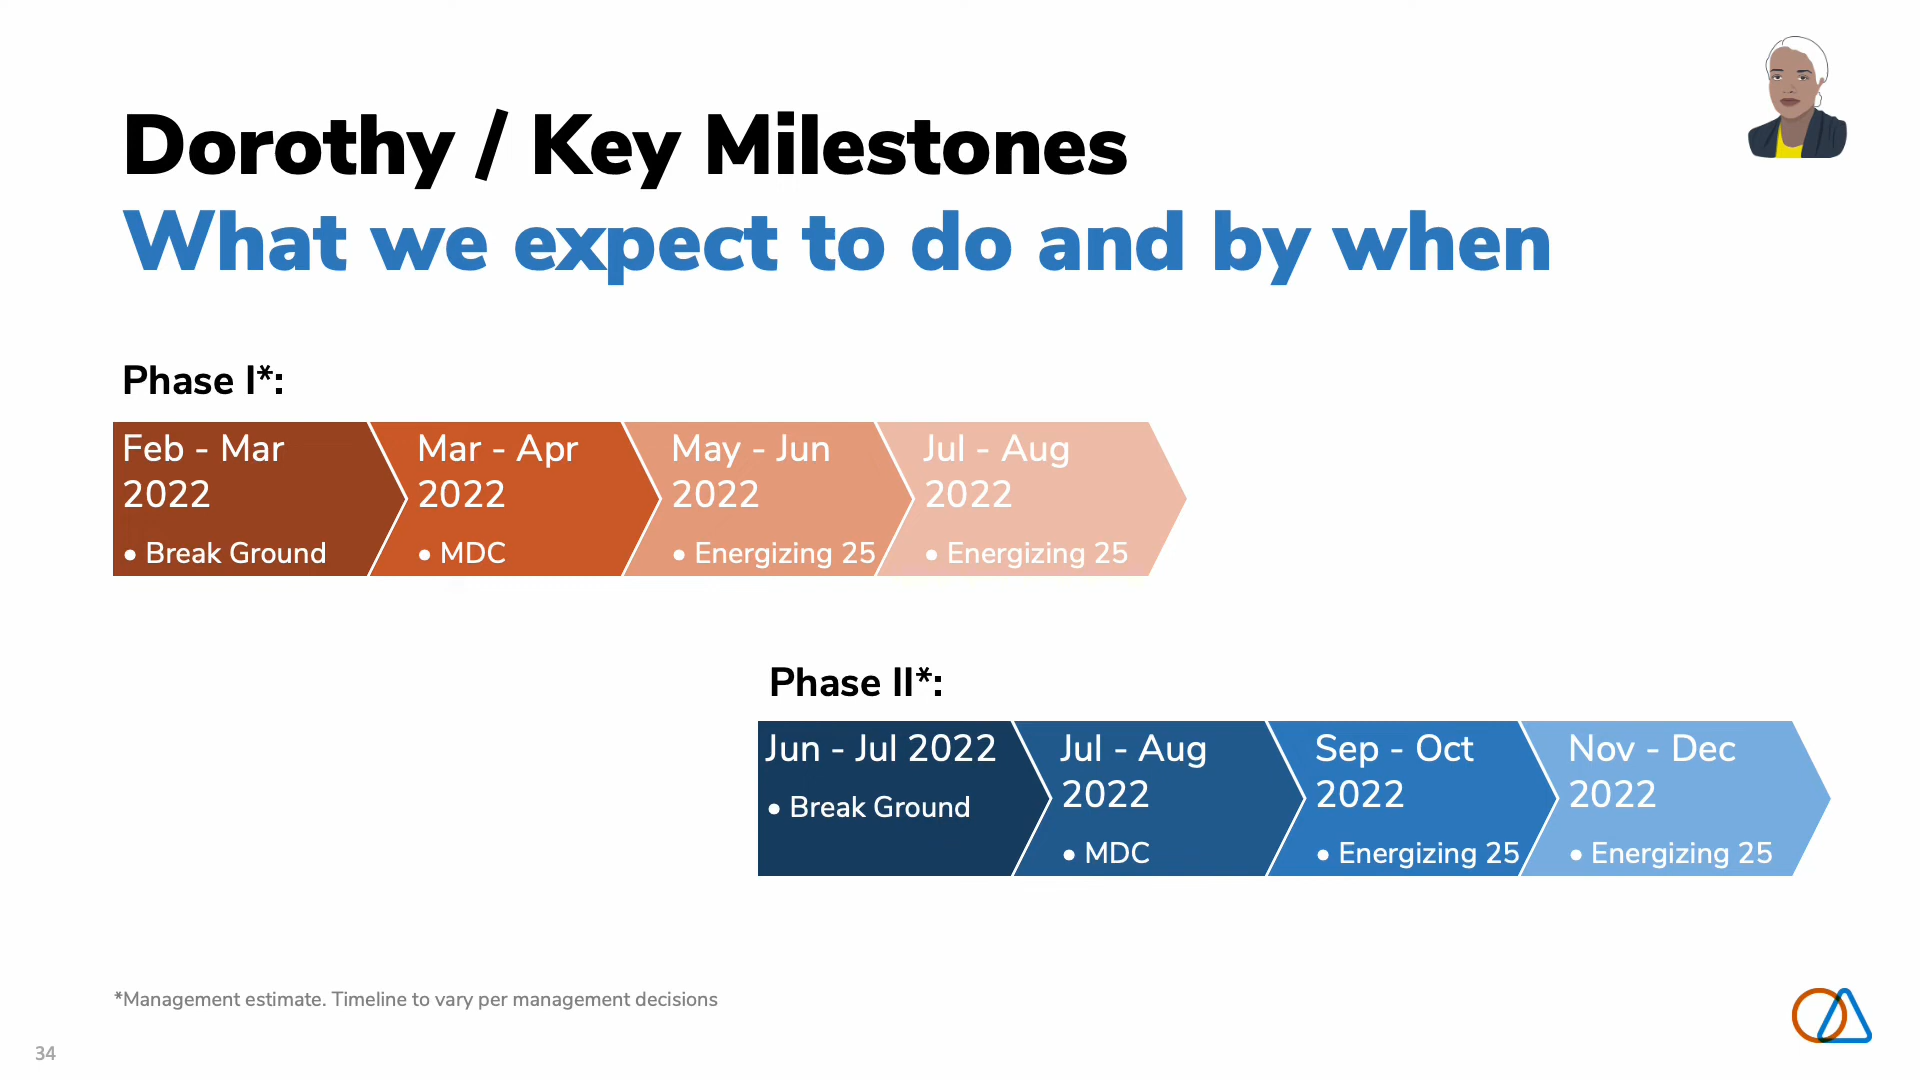 Dorothy / Key Milestones
What we expect to do and by when
Phase I*:
Feb - Mar
2022
• Break Ground
Mar - Apr
2022
• MDC
May - Jun
2022
• Energizing 25
Jul - Aug
2022
• Energizing 25
Phase II*:
Jun - Jul 2022
• Break Ground
Jul - Aug
2022
• MDC
Sep - Oct
2022
• Energizing 25
Nov - Dec
2022
• Energizing 25
*Management estimate. Timeline to vary per management decisions
34